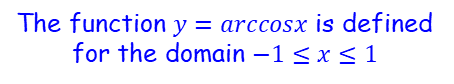 The function y = arccosx is defined
for the domain −1 ≤ x ≤ 1